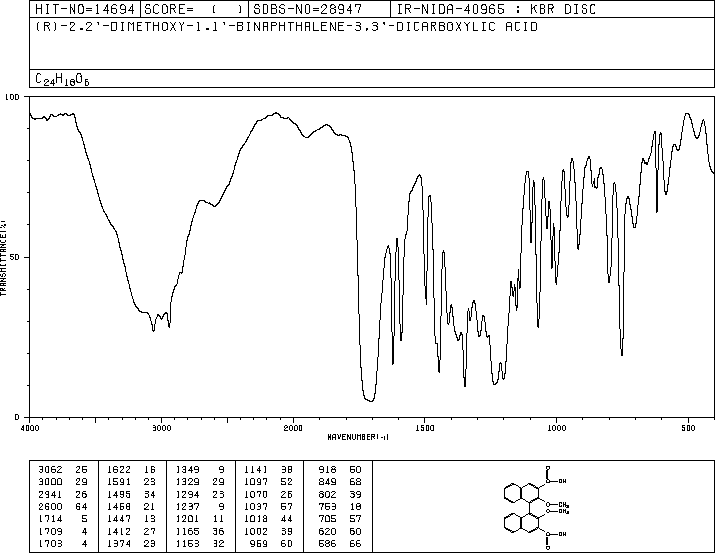 HIT-NO=14694 SCORE= ( ) SDBS-NO=28947 IR-NIDA-40965 : KBR DISC
(R)-2,2'-DIMETHOXY-1,1'-BINAPHTHALENE-3,3'-DICARBOXYLIC ACID
C24H18O6
100
TRANSMITTANCE(%)
50
0
4000 3000 2000 1500 1000 500
WAVENUMBER(-1)
3062 25 1622 16 1349 9 1141 38 918 50
3000 29 1591 23 1329 29 1097 52 849 68
2941 26 1495 34 1294 23 1070 26 802 39
2600 64 1468 21 1237 9 1037 57 753 18
1714 5 1447 13 1201 11 1018 44 705 57
1709 4 1412 27 1165 36 1002 39 620 60
1703 4 1374 23 1153 32 969 60 586 66
O
C-OH
O-CH3
O-CH3
C-OH
O